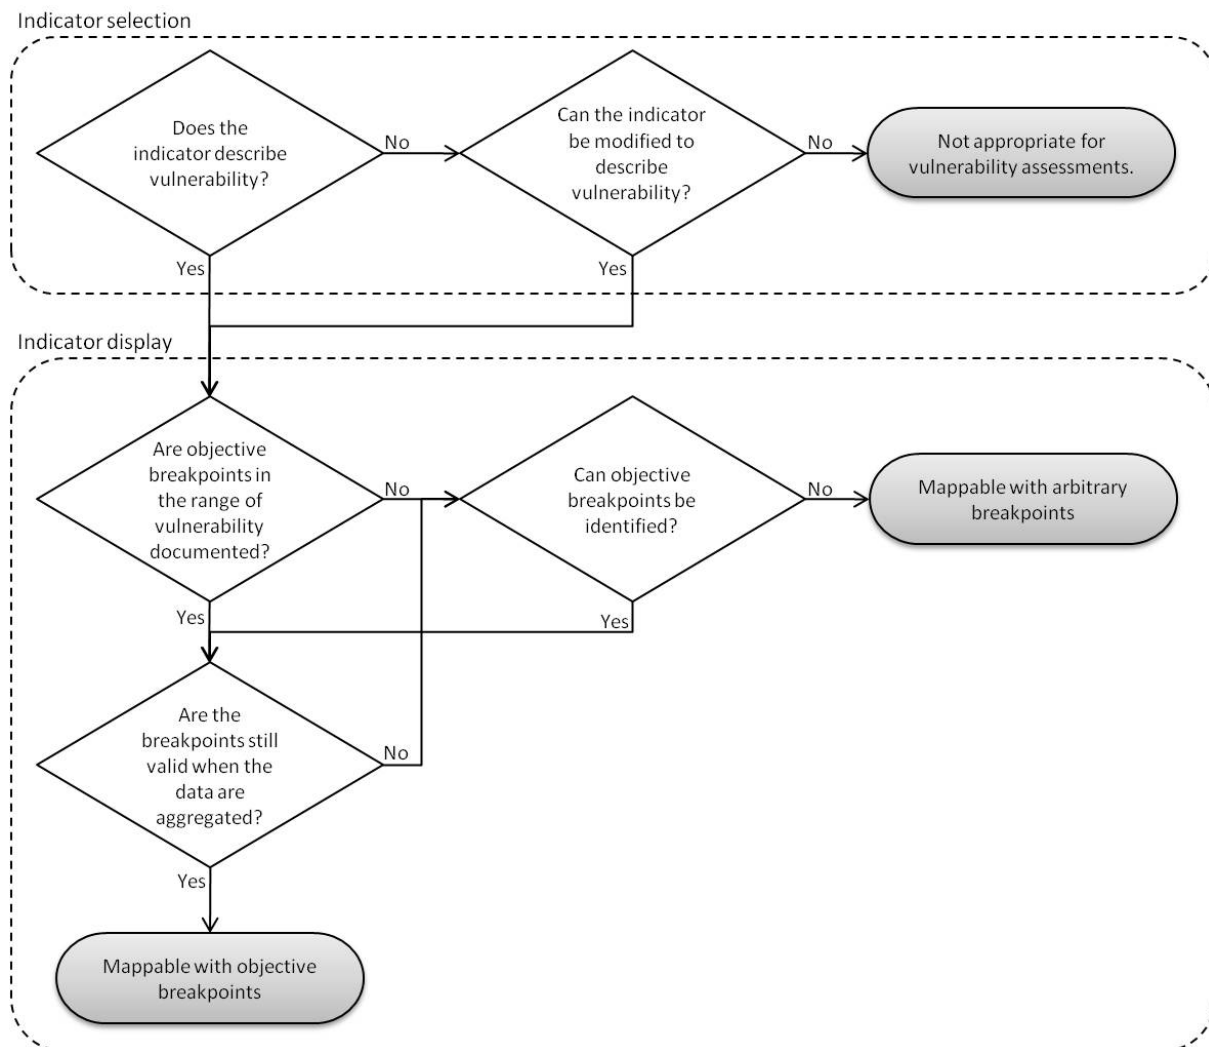 Indicator selection
Does the
indicator describe
vulnerability?
No
Can the indicator
be modified to
describe
vulnerability?
No
Not appropriate for
vulnerability assessments.
Yes
Yes
Indicator display
Are objective
breakpoints in
the range of
vulnerability
documented?
No
Can objective
breakpoints be
identified?
No
Mappable with arbitrary
breakpoints
Yes
Yes
Are the
breakpoints still
valid when the
data are
aggregated?
No
Yes
Mappable with objective
breakpoints